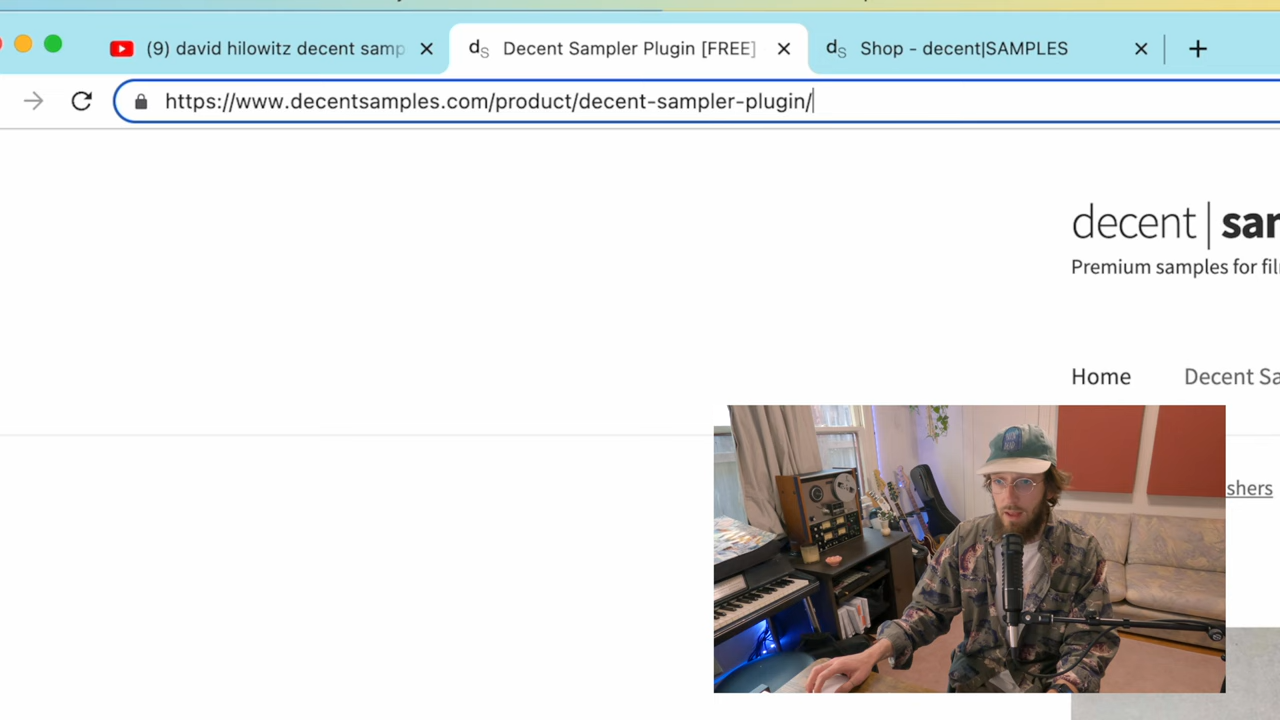 (9) david hilowitz decent samp
Decent Sampler Plugin [FREE]
Shop - decent|SAMPLES
https://www.decentsamples.com/product/decent-sampler-plugin/
decent | sar
Premium samples for fil
Home
Decent Sa
shers